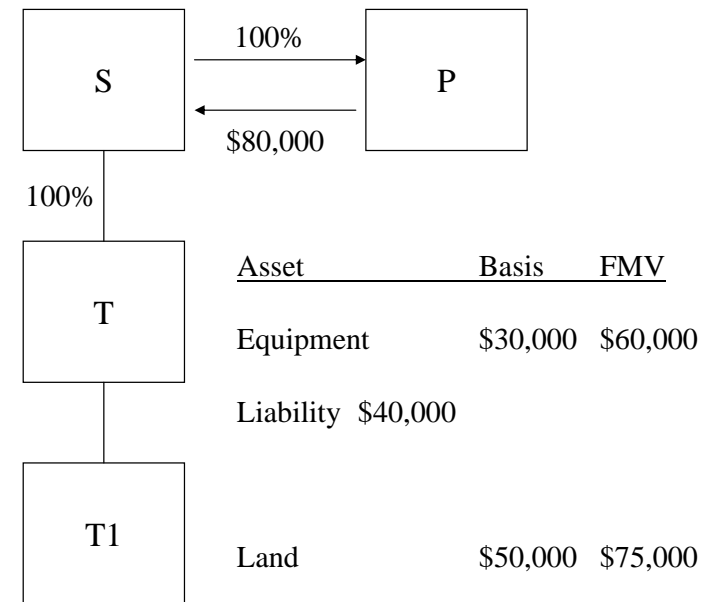 100%
S
P
$80,000
100%
Asset Basis FMV
T
Equipment $30,000 $60,000
Liability $40,000
T1
Land $50,000 $75,000